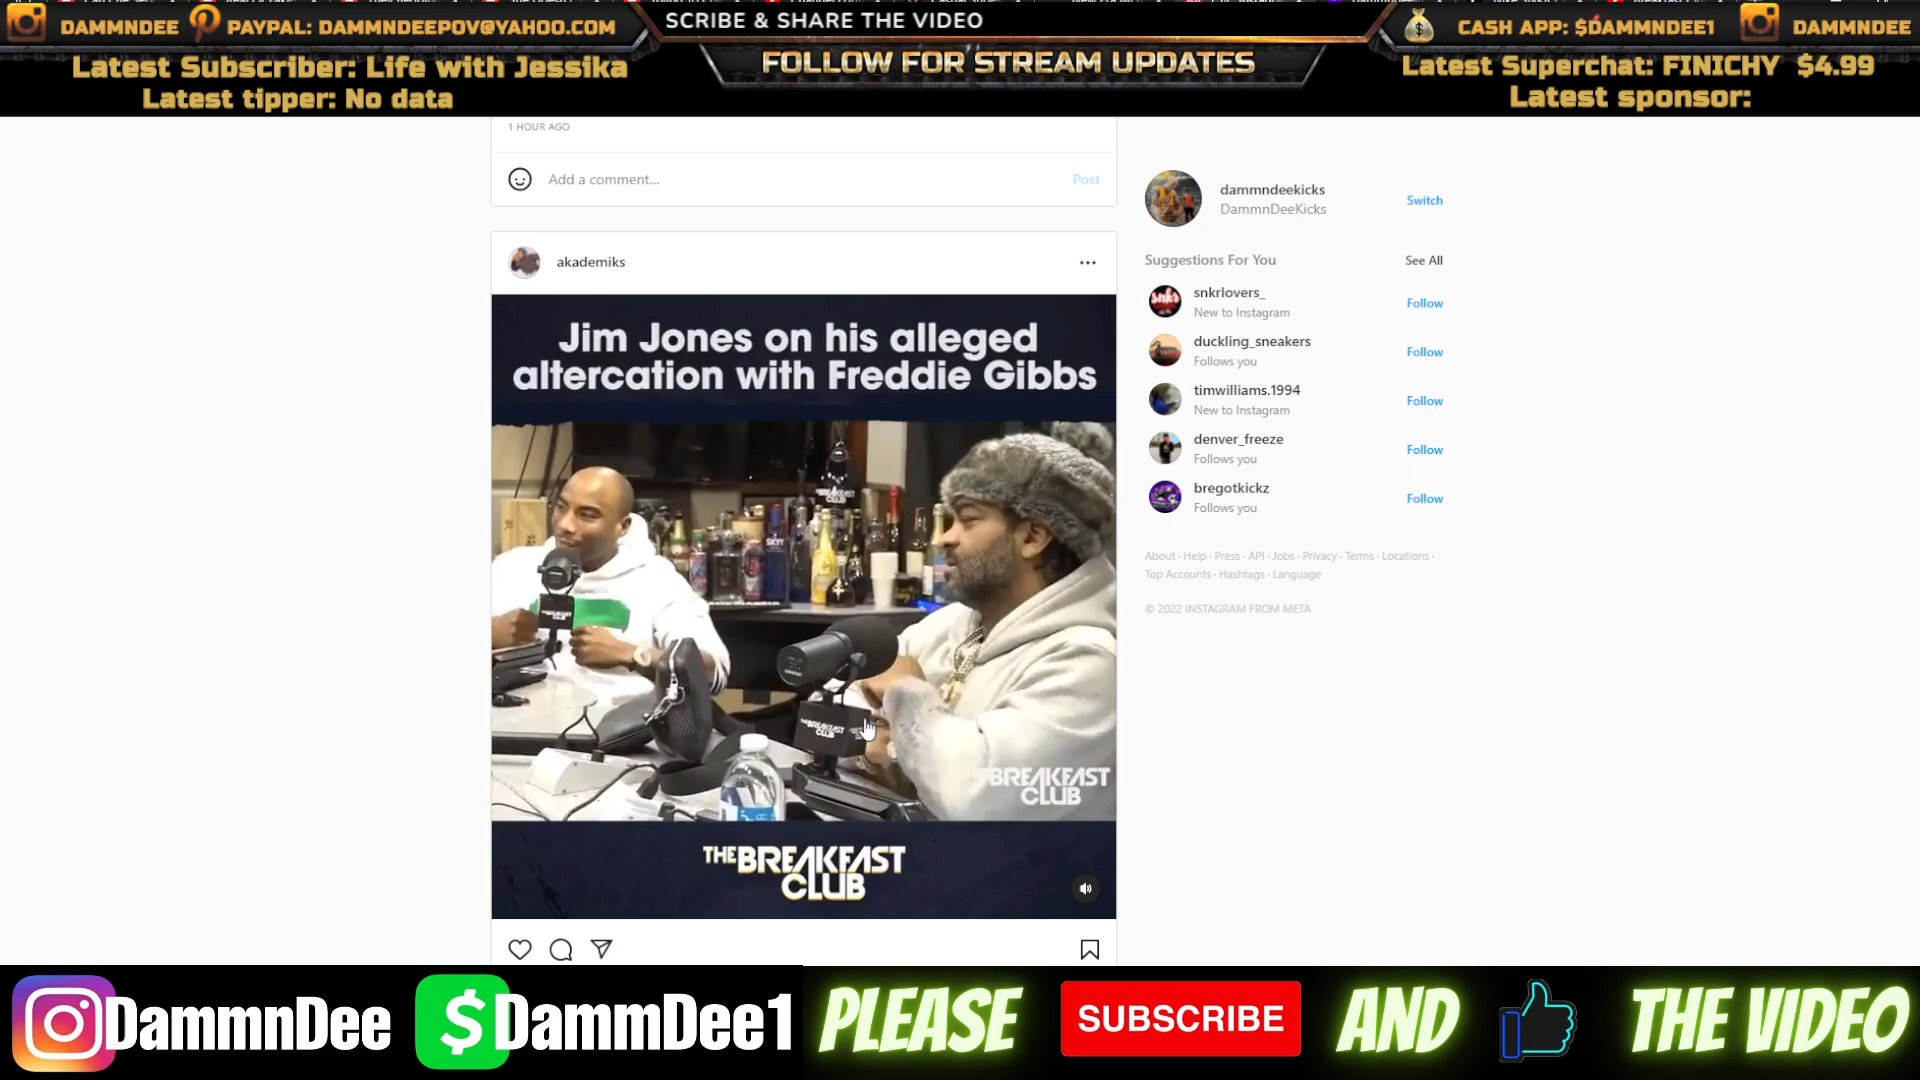 DAMMNDEE PAYPAL: DAMMNDEEPOV@YAHOO.COM
SCRIBE & SHARE THE VIDEO
CASH APP: $DAMMNDEE1 DAMMNDEE
Latest Subscriber: Life with Jessika
Latest tipper: No data
FOLLOW FOR STREAM UPDATES
Latest Superchat: FINICHY $4.99
Latest sponsor:
1 HOUR AGO
Add a comment...
Post
akademiks
Jim Jones on his alleged
altercation with Freddie Gibbs
BREAKFAST
CLUB
THE BREAKFAST
CLUB
dammndeekicks
DammnDeeKicks
Switch
Suggestions For You
See All
snkrlovers_
New to Instagram
Follow
duckling_sneakers
Follows you
Follow
timwilliams.1994
New to Instagram
Follow
denver_freeze
Follows you
Follow
bregotkickz
Follows you
Follow
About · Help · Press · API · Jobs · Privacy · Terms · Locations ·
Top Accounts · Hashtags · Language
© 2022 INSTAGRAM FROM META
DammnDee
$ DammDee1
PLEASE
SUBSCRIBE
AND
THE VIDEO